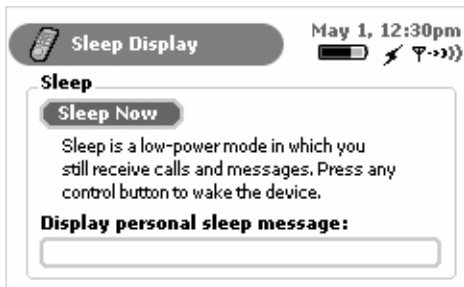 Sleep Display
May 1, 12:30pm
Sleep
Sleep Now
Sleep is a low-power mode in which you
still receive calls and messages. Press any
control button to wake the device.
Display personal sleep message: